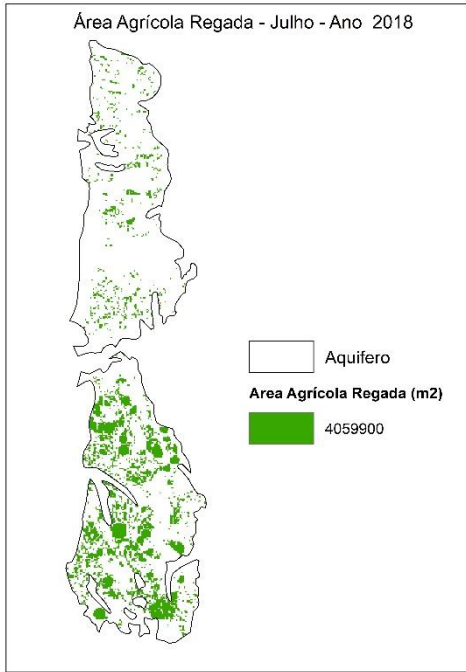 Área Agrícola Regada - Julho - Ano 2018
Aquifero
Area Agrícola Regada (m2)
4059900